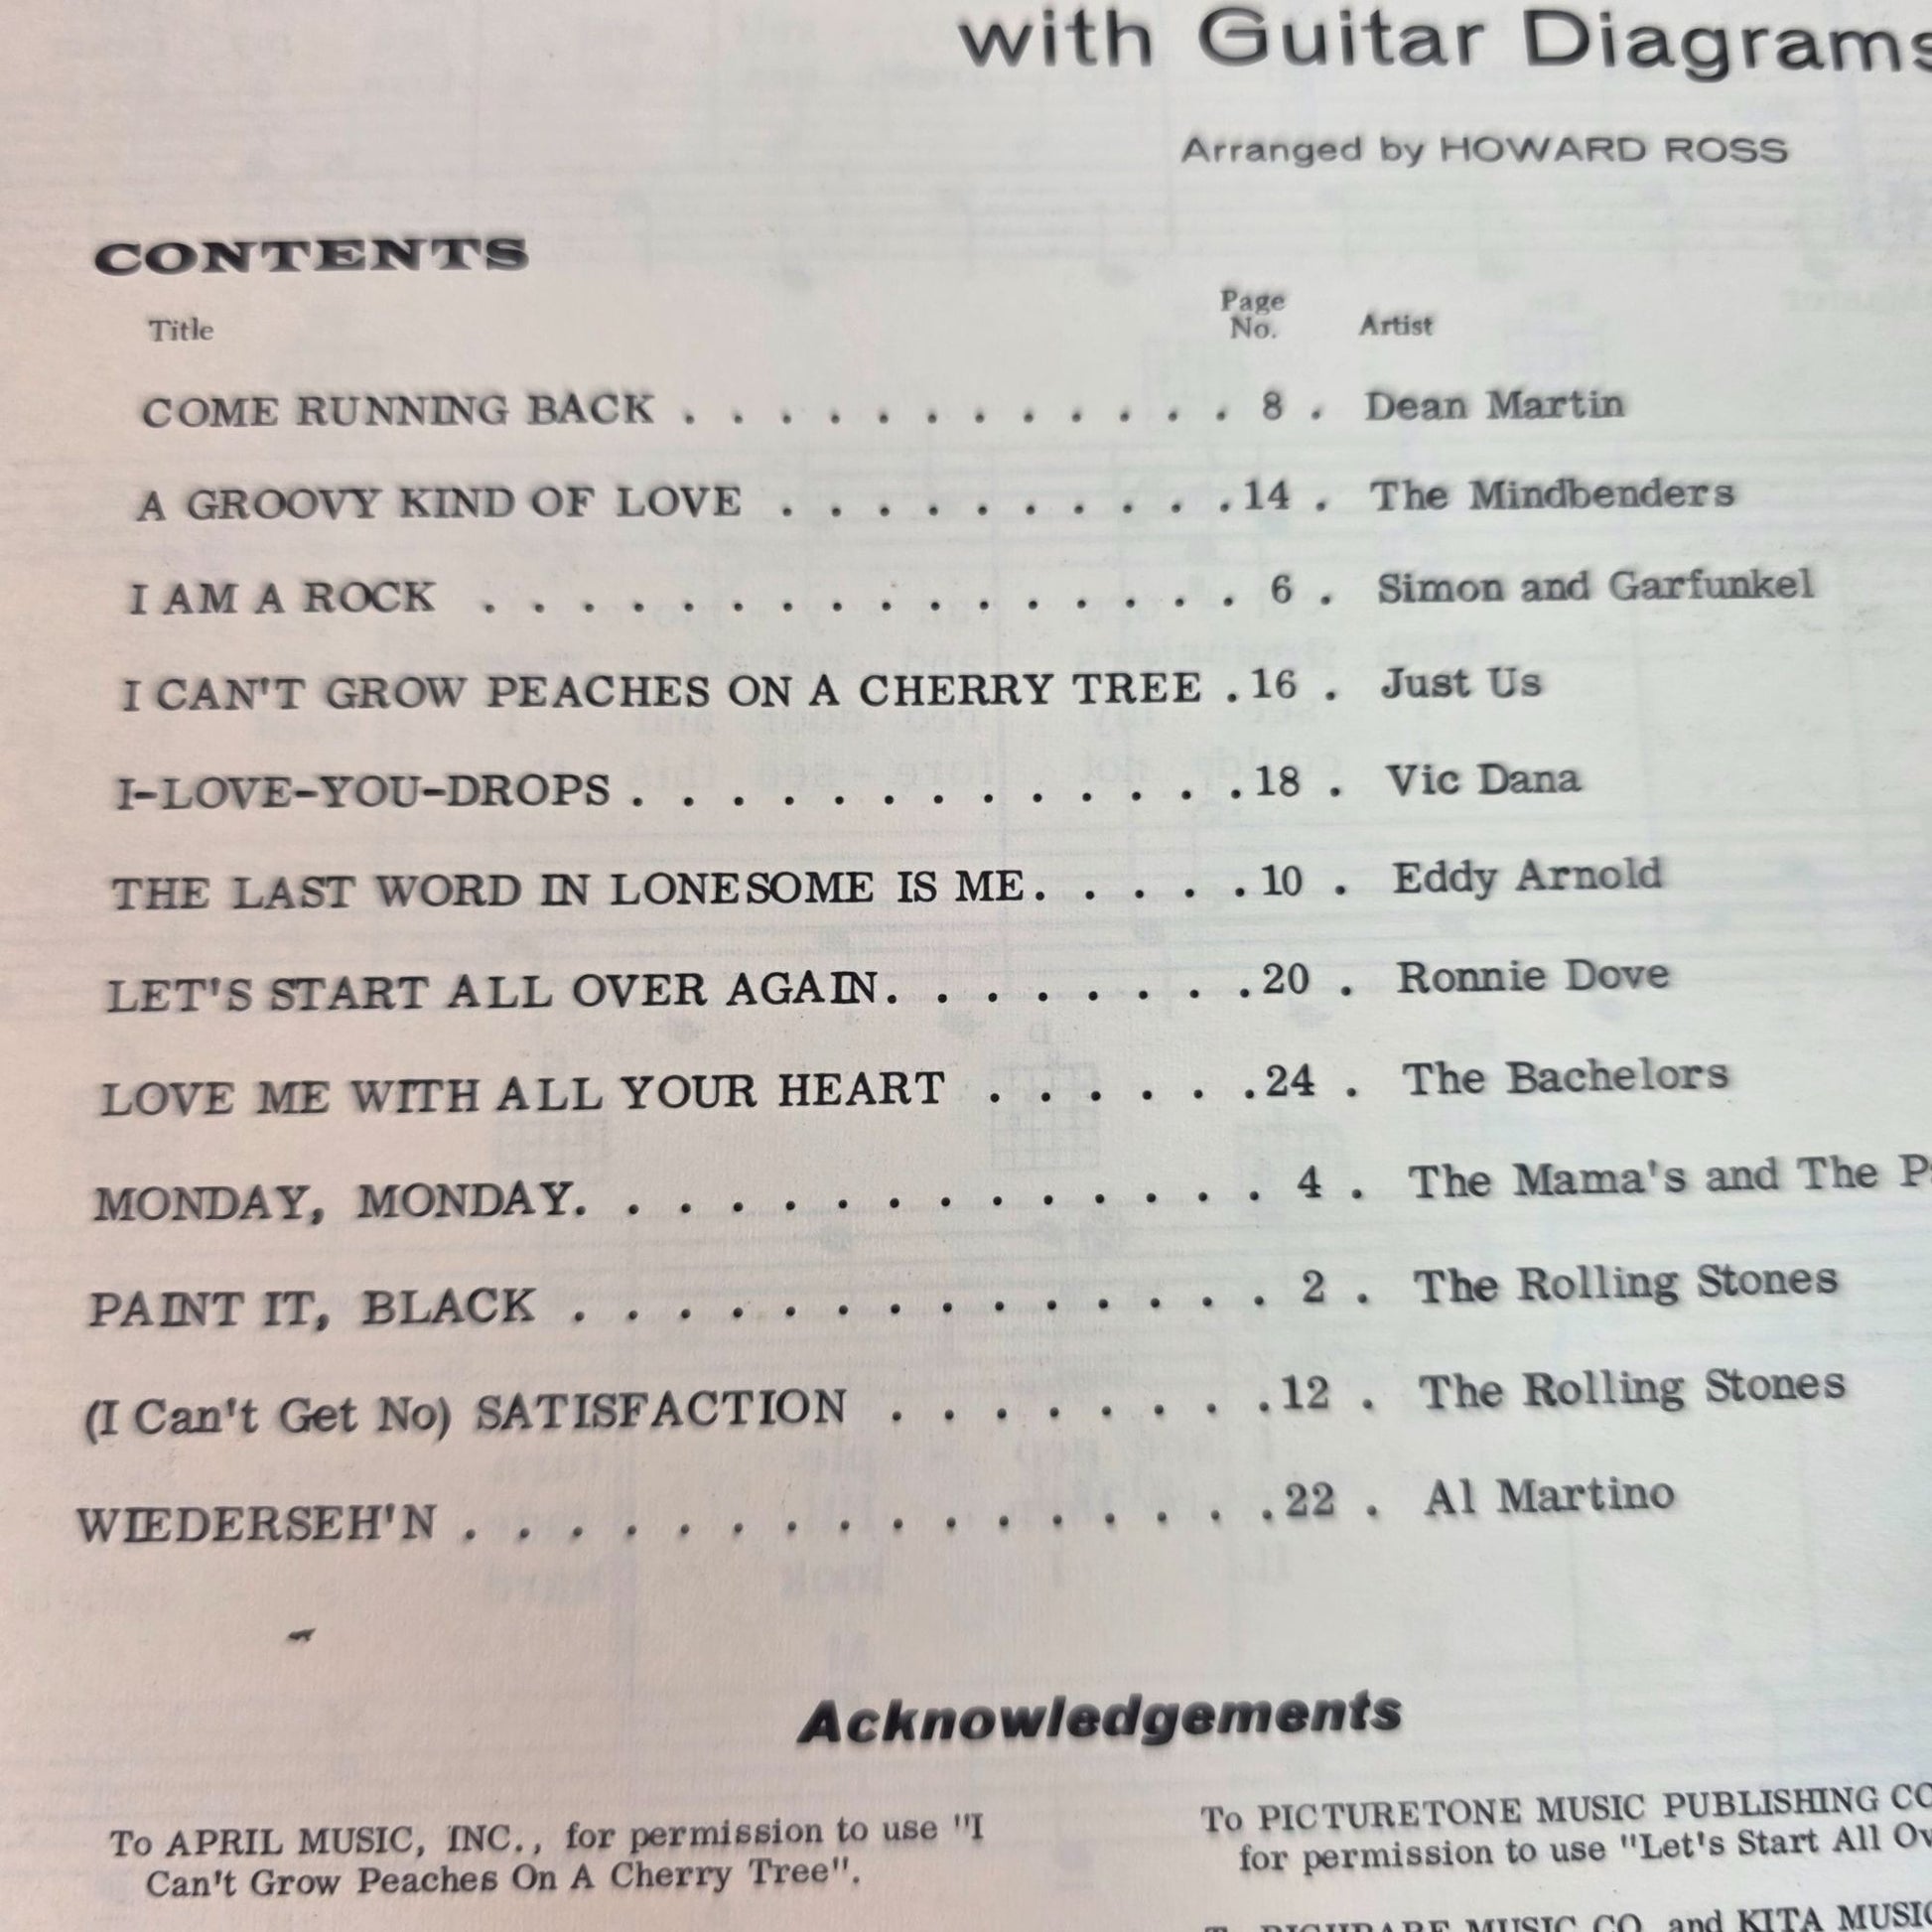 with Guitar Diagrams
Arranged by HOWARD ROSS
CONTENTS
Title Page No. Artist
COME RUNNING BACK . . . . . . . . . . . . 8 . Dean Martin
A GROOVY KIND OF LOVE . . . . . . . . . . 14 . The Mindbenders
I AM A ROCK . . . . . . . . . . . . . . . . 6 . Simon and Garfunkel
I CAN'T GROW PEACHES ON A CHERRY TREE . 16 . Just Us
I-LOVE-YOU-DROPS . . . . . . . . . . . . . 18 . Vic Dana
THE LAST WORD IN LONESOME IS ME. . . . . 10 . Eddy Arnold
LET'S START ALL OVER AGAIN. . . . . . . . 20 . Ronnie Dove
LOVE ME WITH ALL YOUR HEART . . . . . . 24 . The Bachelors
MONDAY, MONDAY. . . . . . . . . . . . . . 4 . The Mama's and The
PAINT IT, BLACK . . . . . . . . . . . . . . 2 . The Rolling Stones
(I Can't Get No) SATISFACTION . . . . . . . . 12 . The Rolling Stones
WIEDERSEH'N . . . . . . . . . . . . . . . . 22 . Al Martino
Acknowledgements
To APRIL MUSIC, INC., for permission to use "I
Can't Grow Peaches On A Cherry Tree".
To PICTURETONE MUSIC PUBLISHING
for permission to use "Let's Start All
MUSIC CO. and KITA MUSIC